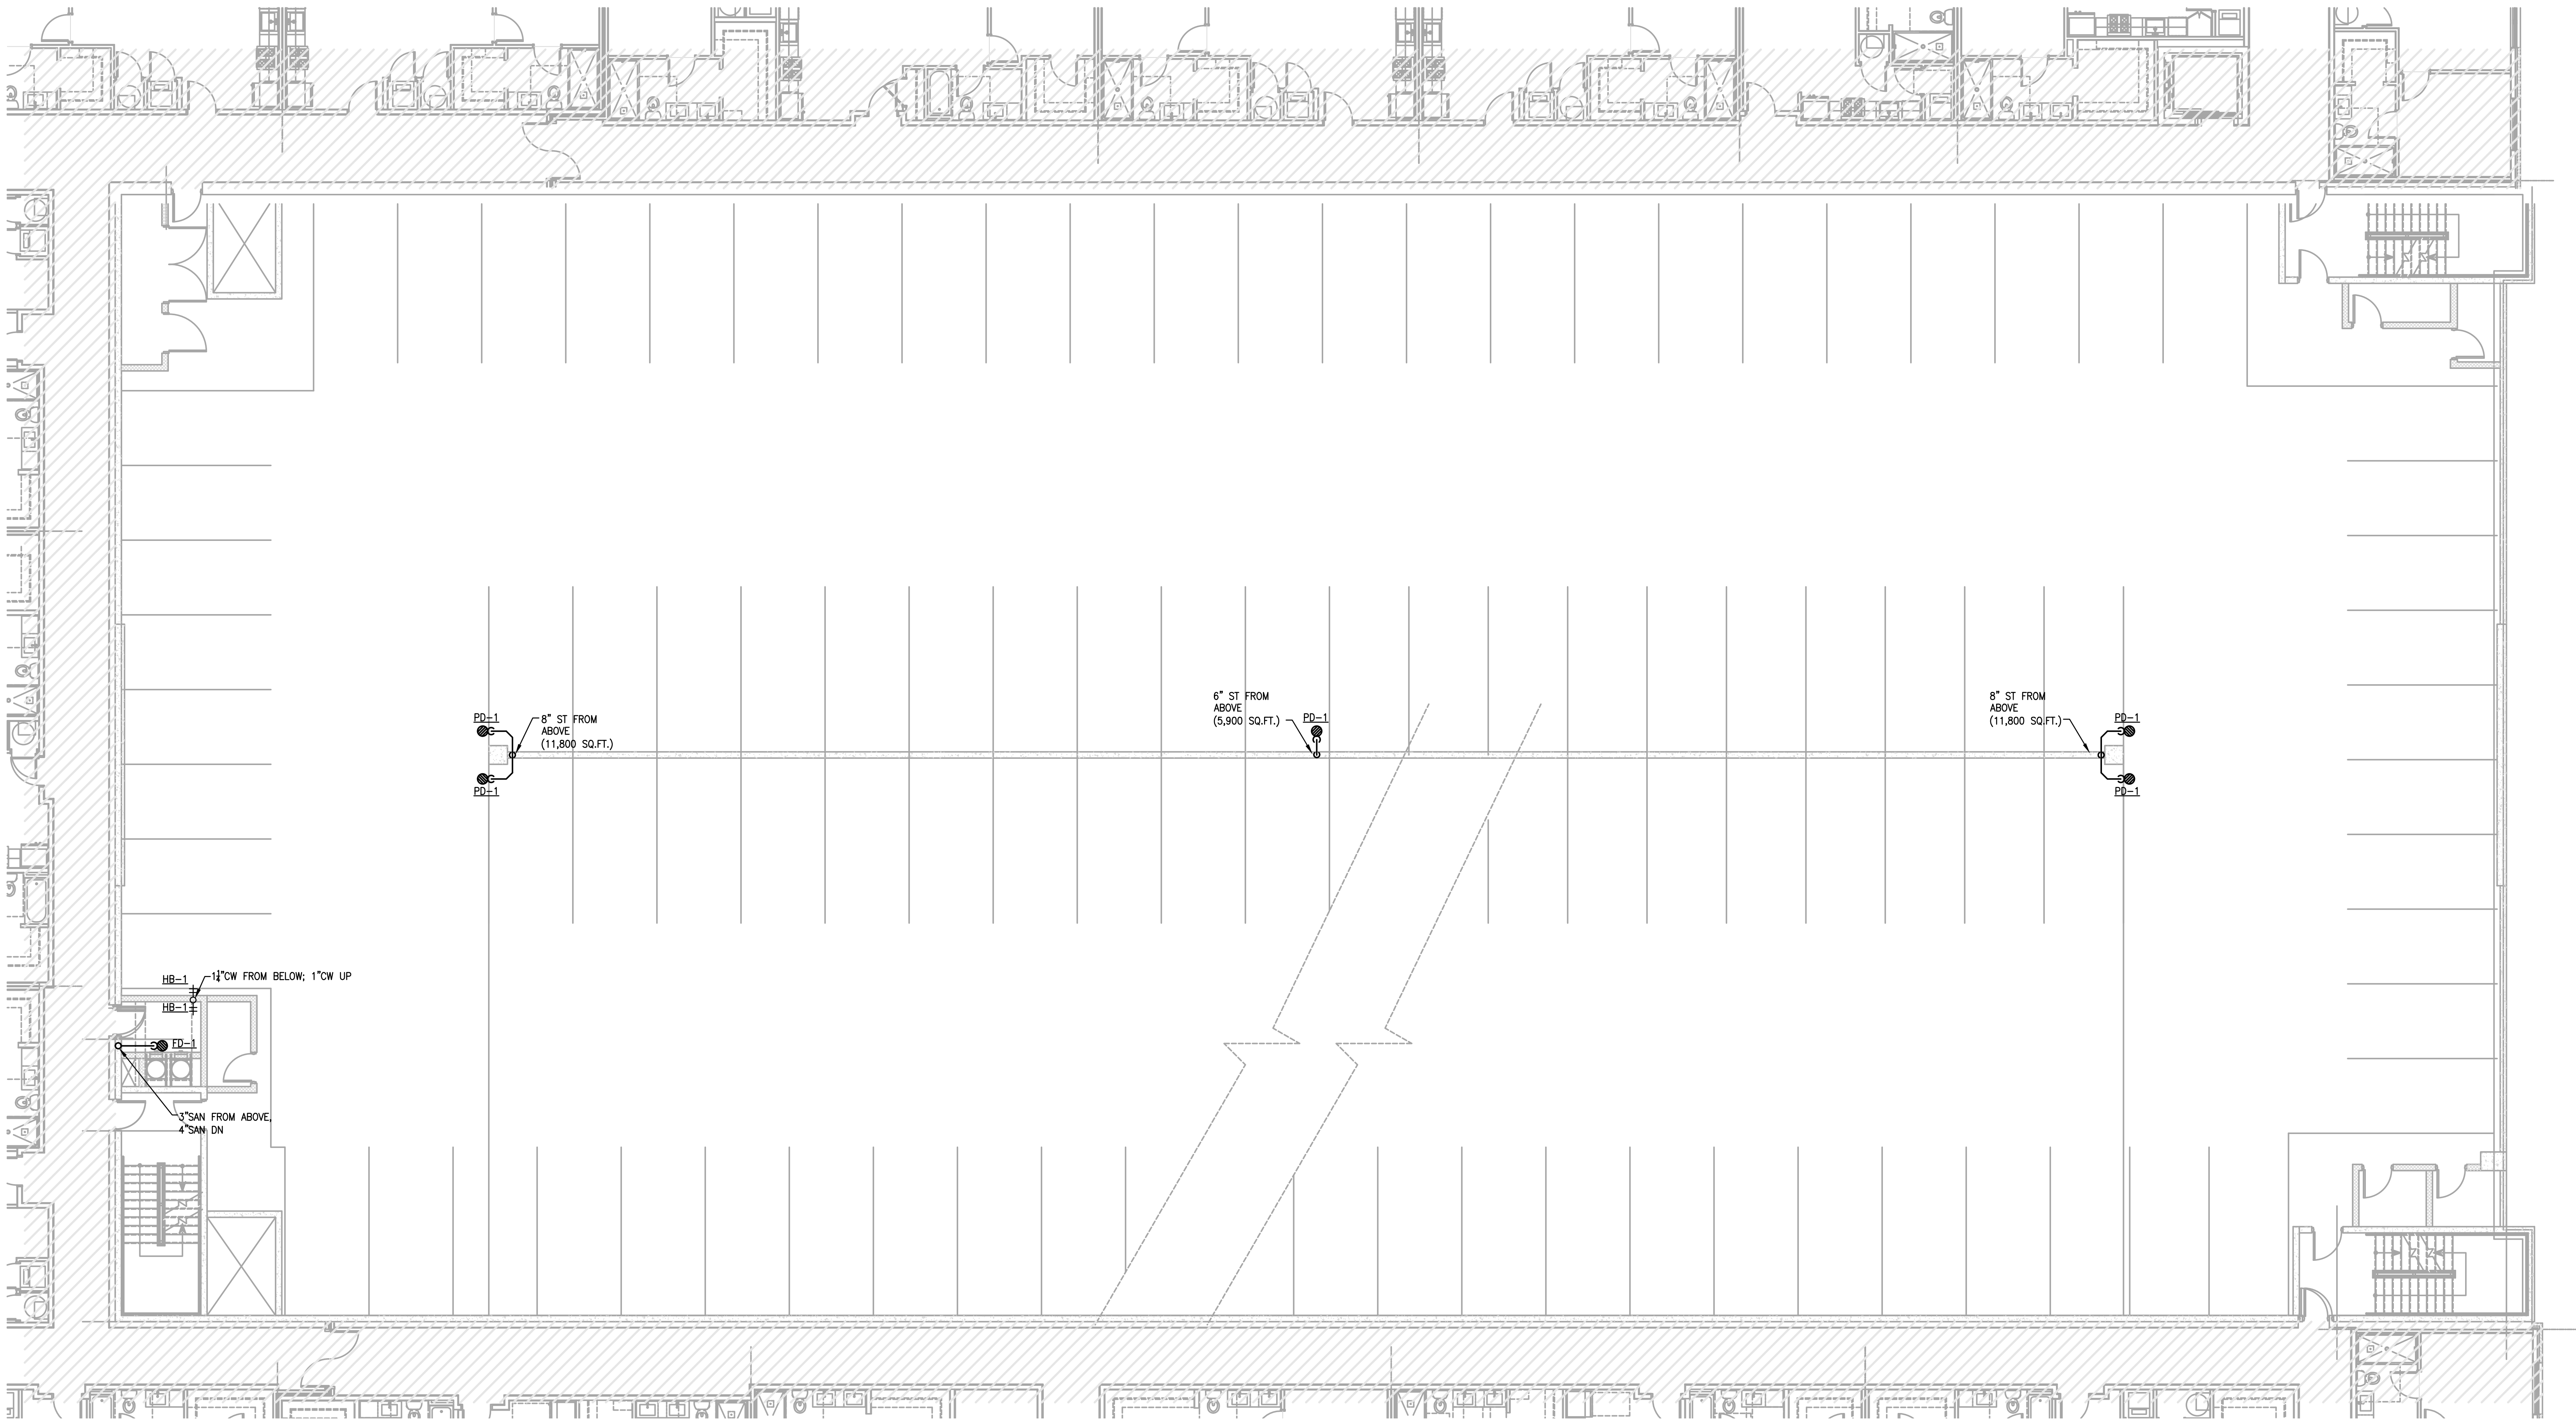 6" ST FROM
ABOVE
(5,900 SQ.FT.)
PD-1
8" ST FROM
ABOVE
(11,800 SQ.FT.)
PD-1
PD-1
8" ST FROM
ABOVE
(11,800 SQ.FT.)
PD-1
PD-1
PD-1
HB-1
1¼"CW FROM BELOW; 1"CW UP
HB-1
FD-1
3"SAN FROM ABOVE,
4"SAN DN